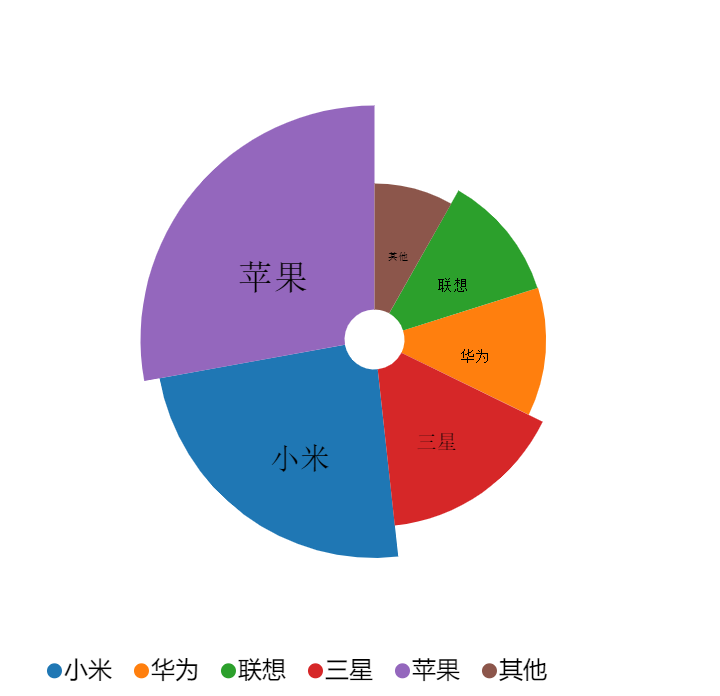 其他
苹果
联想
华为
三星
小米
小米 华为 联想 三星 苹果 其他